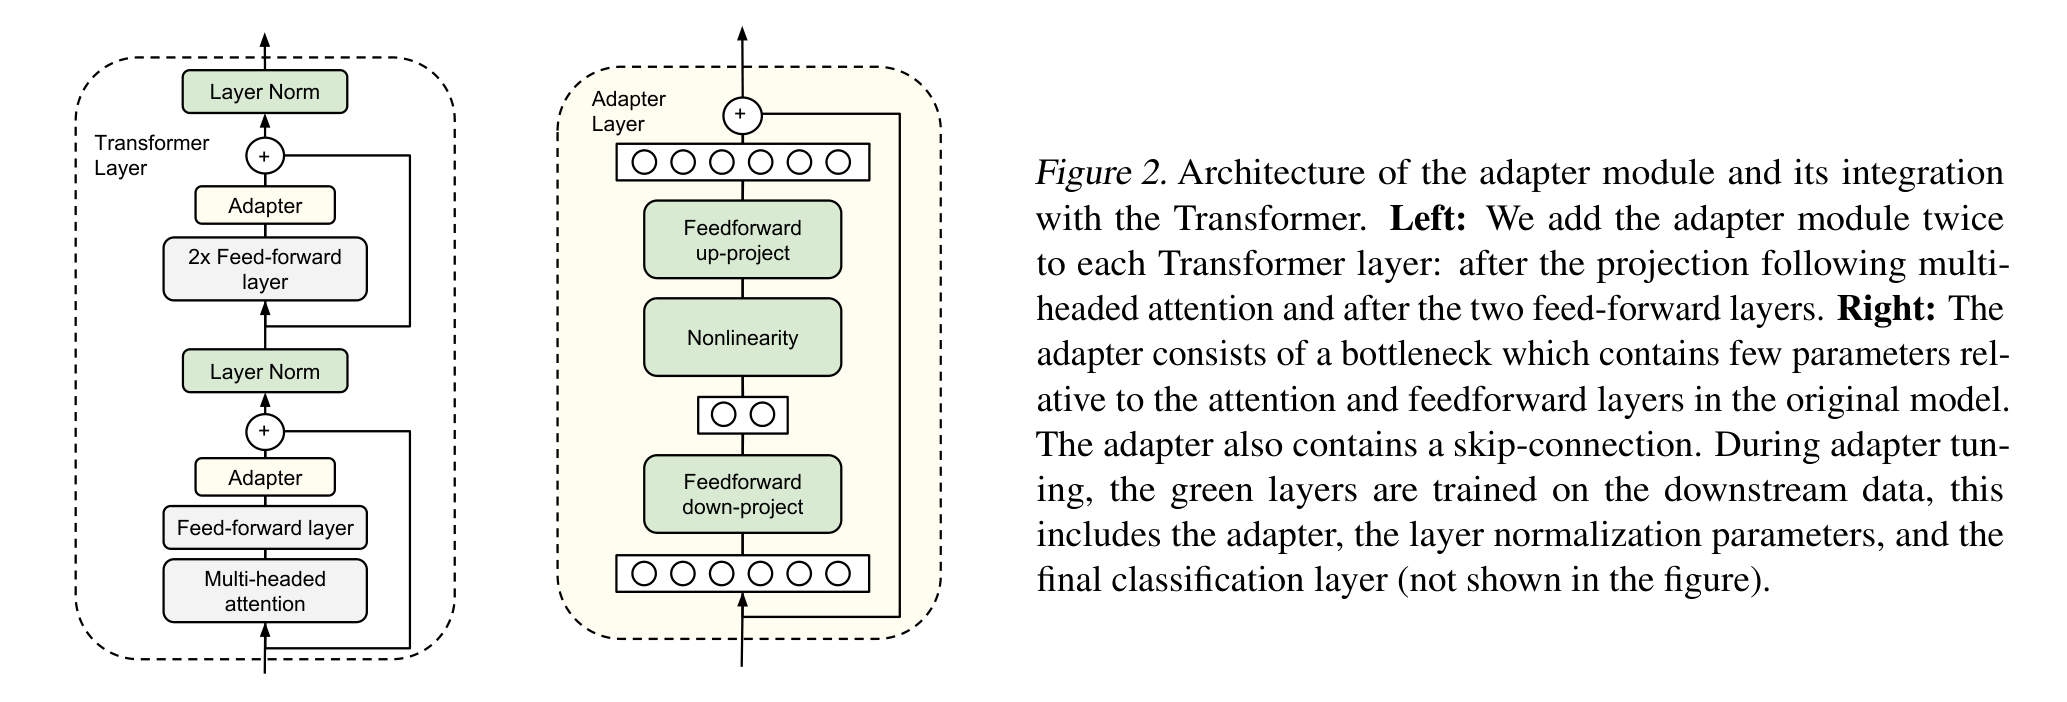 Layer Norm
Transformer
Layer
+
Adapter
2x Feed-forward
layer
Layer Norm
+
Adapter
Feed-forward layer
Multi-headed
attention
Adapter
Layer
+
Feedforward
up-project
Nonlinearity
Feedforward
down-project
Figure 2. Architecture of the adapter module and its integration
with the Transformer. Left: We add the adapter module twice
to each Transformer layer: after the projection following multi-
headed attention and after the two feed-forward layers. Right: The
adapter consists of a bottleneck which contains few parameters rel-
ative to the attention and feedforward layers in the original model.
The adapter also contains a skip-connection. During adapter tun-
ing, the green layers are trained on the downstream data, this
includes the adapter, the layer normalization parameters, and the
final classification layer (not shown in the figure).